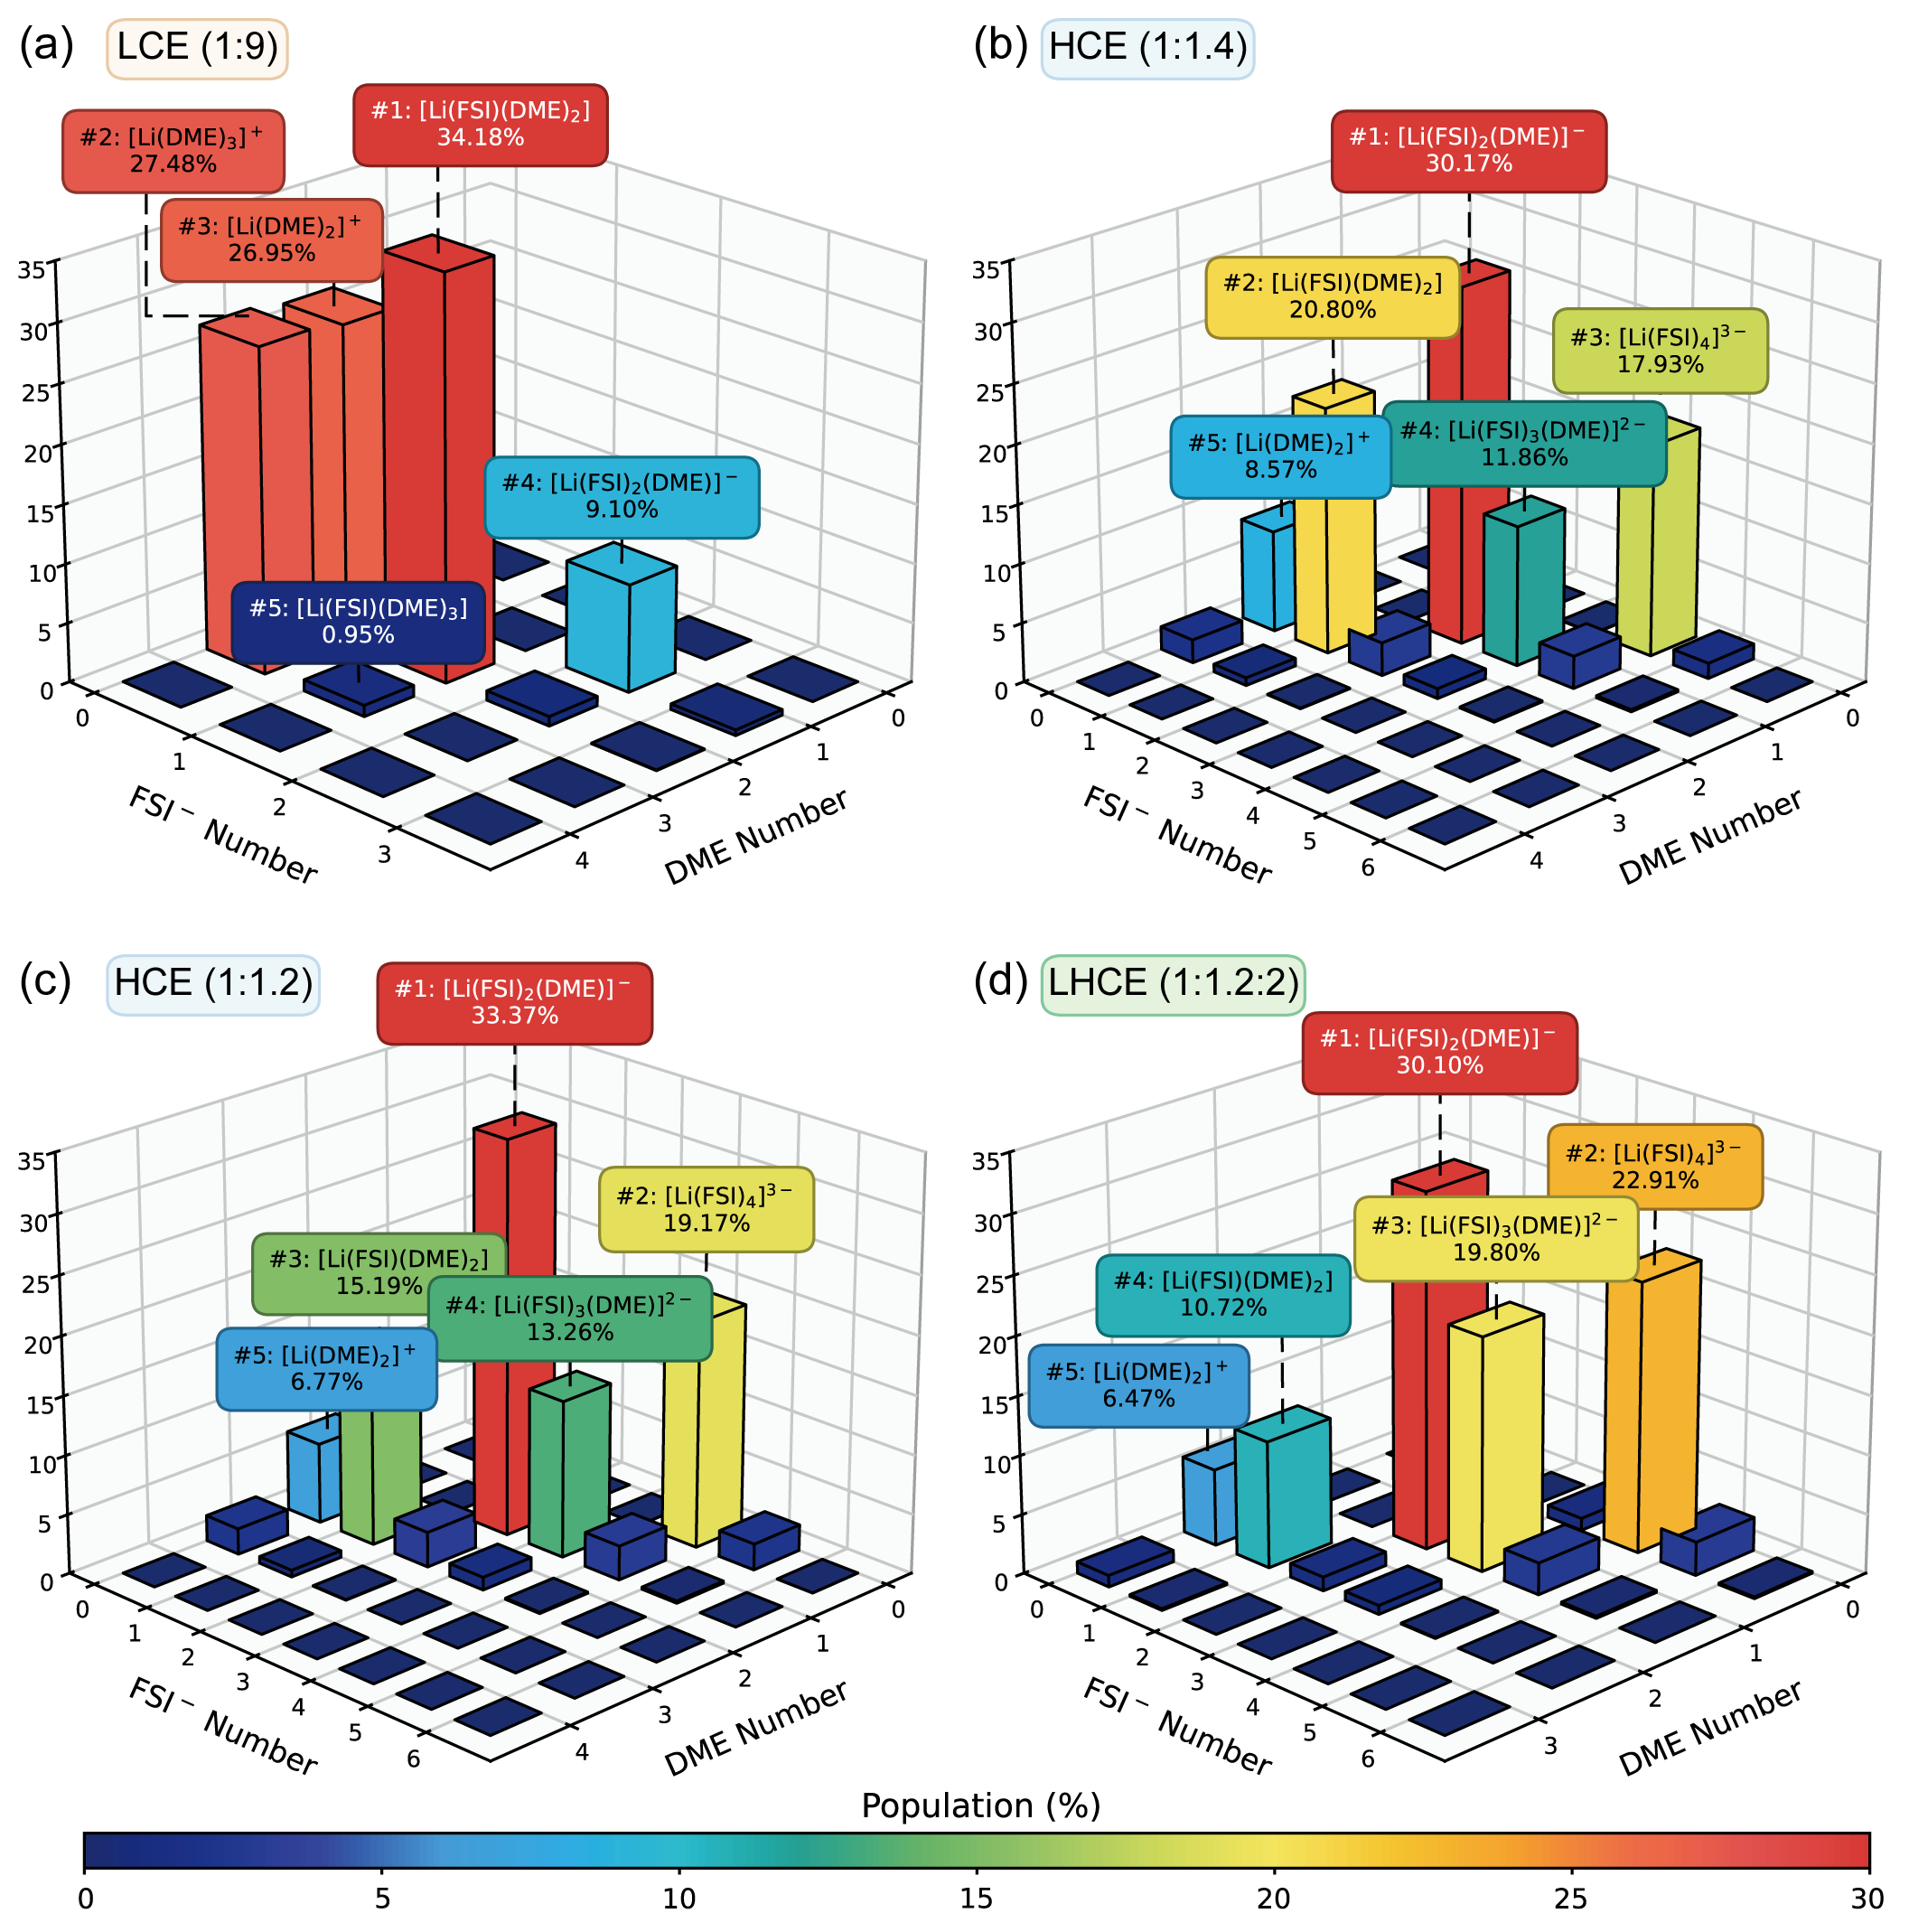 (a) LCE (1:9)
#1: [Li(FSI)(DME)₂]
34.18%
#2: [Li(DME)₃]⁺
27.48%
#3: [Li(DME)₂]⁺
26.95%
#4: [Li(FSI)₂(DME)]⁻
9.10%
#5: [Li(FSI)(DME)₃]
0.95%
35
30
25
20
15
10
5
0
0
1
2
3
FSI⁻ Number
4
3
2
1
0
DME Number
(b) HCE (1:1.4)
#1: [Li(FSI)₂(DME)]⁻
30.17%
#2: [Li(FSI)(DME)₂]
20.80%
#3: [Li(FSI)₄]³⁻
17.93%
#4: [Li(FSI)₃(DME)]²⁻
11.86%
#5: [Li(DME)₂]⁺
8.57%
35
30
25
20
15
10
5
0
0
1
2
3
4
5
6
FSI⁻ Number
4
3
2
1
0
DME Number
(c) HCE (1:1.2)
#1: [Li(FSI)₂(DME)]⁻
33.37%
#2: [Li(FSI)₄]³⁻
19.17%
#3: [Li(FSI)(DME)₂]
15.19%
#4: [Li(FSI)₃(DME)]²⁻
13.26%
#5: [Li(DME)₂]⁺
6.77%
35
30
25
20
15
10
5
0
0
1
2
3
4
5
6
FSI⁻ Number
4
3
2
1
0
DME Number
(d) LHCE (1:1.2:2)
#1: [Li(FSI)₂(DME)]⁻
30.10%
#2: [Li(FSI)₄]³⁻
22.91%
#3: [Li(FSI)₃(DME)]²⁻
19.80%
#4: [Li(FSI)(DME)₂]
10.72%
#5: [Li(DME)₂]⁺
6.47%
35
30
25
20
15
10
5
0
0
1
2
3
4
5
6
FSI⁻ Number
3
2
1
0
DME Number
Population (%)
0 5 10 15 20 25 30